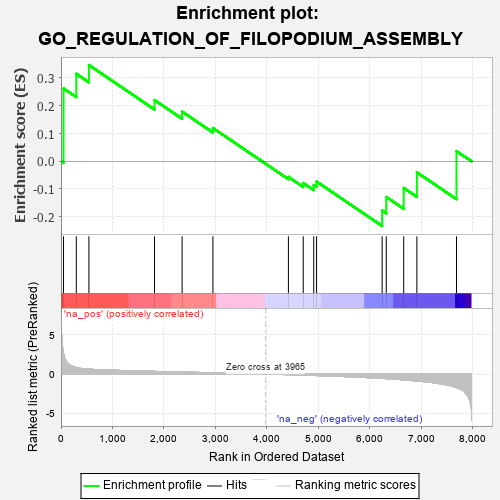 Enrichment plot:
GO_REGULATION_OF_FILOPODIUM_ASSEMBLY
Enrichment score (ES)
0.3
0.2
0.1
0.0
-0.1
-0.2
'na_pos' (positively correlated)
Ranked list metric (PreRanked)
5
0
-5
Zero cross at 3965
'na_neg' (negatively correlated)
0 1,000 2,000 3,000 4,000 5,000 6,000 7,000 8,000
Rank in Ordered Dataset
Enrichment profile Hits Ranking metric scores